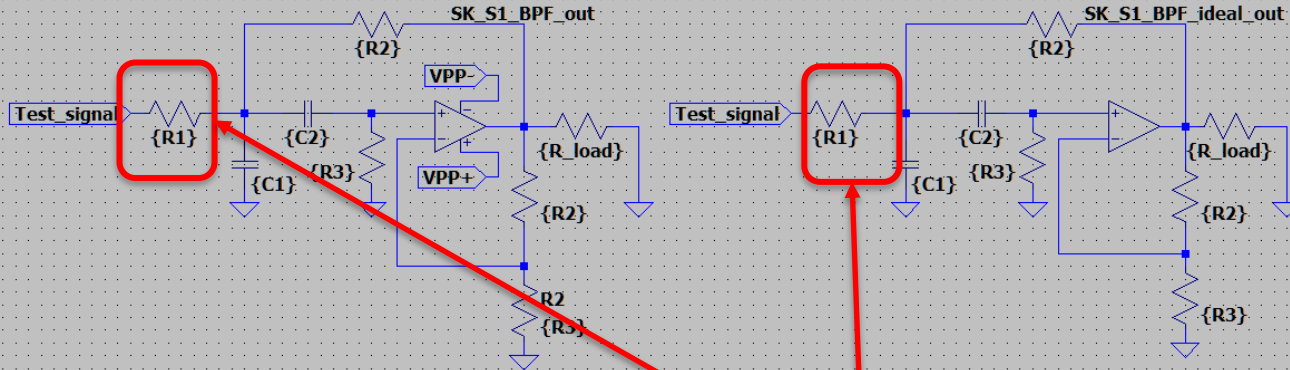 SK_S1_BPF_out
{R2}
VPP-
Test_signal
{R1}
{C2}
{R3}
{C1}
VPP+
{R_load}
{R2}
R2
{R3}
SK_S1_BPF_ideal_out
{R2}
Test_signal
{R1}
{C2}
{R3}
{C1}
{R_load}
{R2}
{R3}